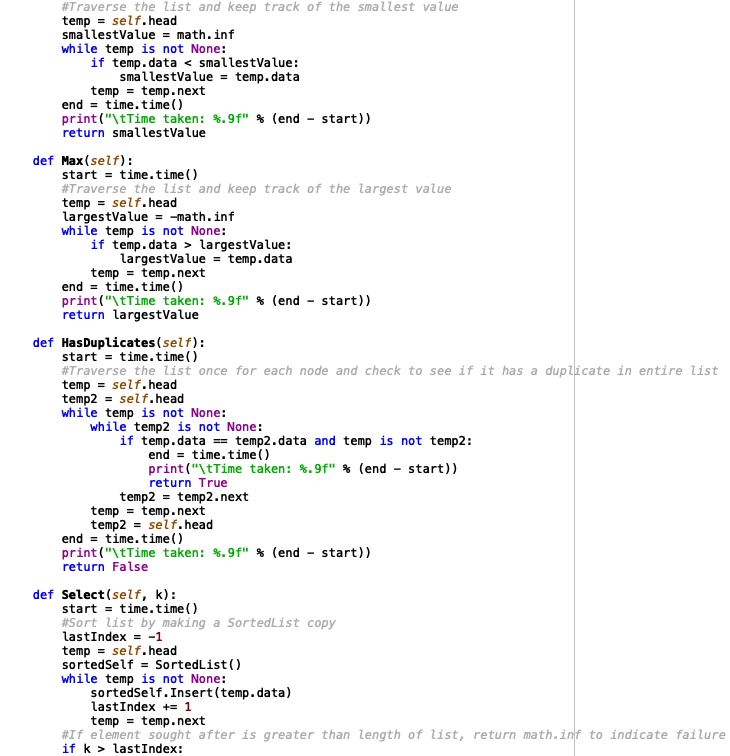 #Traverse the list and keep track of the smallest value
        temp = self.head
        smallestValue = math.inf
        while temp is not None:
            if temp.data < smallestValue:
                smallestValue = temp.data
            temp = temp.next
        end = time.time()
        print("\tTime taken: %.9f" % (end - start))
        return smallestValue

    def Max(self):
        start = time.time()
        #Traverse the list and keep track of the largest value
        temp = self.head
        largestValue = -math.inf
        while temp is not None:
            if temp.data > largestValue:
                largestValue = temp.data
            temp = temp.next
        end = time.time()
        print("\tTime taken: %.9f" % (end - start))
        return largestValue

    def HasDuplicates(self):
        start = time.time()
        #Traverse the list once for each node and check to see if it has a duplicate in entire list
        temp = self.head
        temp2 = self.head
        while temp is not None:
            while temp2 is not None:
                if temp.data == temp2.data and temp is not temp2:
                    end = time.time()
                    print("\tTime taken: %.9f" % (end - start))
                    return True
                temp2 = temp2.next
            temp = temp.next
            temp2 = self.head
        end = time.time()
        print("\tTime taken: %.9f" % (end - start))
        return False

    def Select(self, k):
        start = time.time()
        #Sort list by making a SortedList copy
        lastIndex = -1
        temp = self.head
        sortedSelf = SortedList()
        while temp is not None:
            sortedSelf.Insert(temp.data)
            lastIndex += 1
            temp = temp.next
        #If element sought after is greater than length of list, return math.inf to indicate failure
        if k > lastIndex: